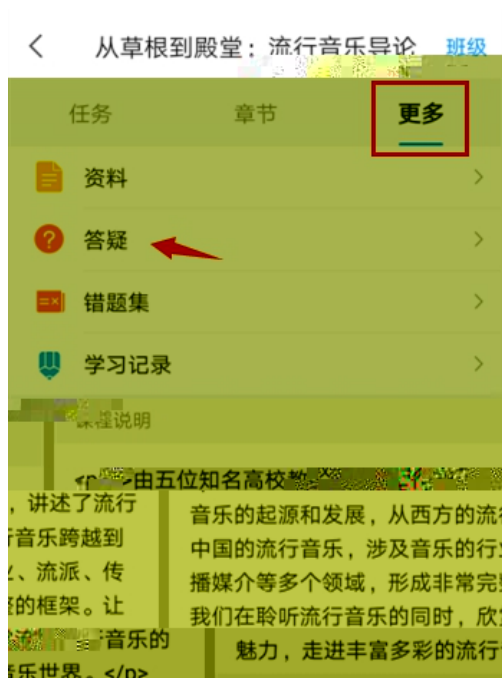 从草根到殿堂：流行音乐导论 班级
任务 章节 更多
资料
答疑
错题集
学习记录
课程说明
由五位知名高校教
，讲述了流行
音乐的起源和发展，从西方的流
音乐跨越到
中国的流行音乐，涉及音乐的行
、流派、传
播媒介等多个领域，形成非常完
的框架。让
我们在聆听流行音乐的同时，欣
音乐的
魅力，走进丰富多彩的流行
乐世界。</p>